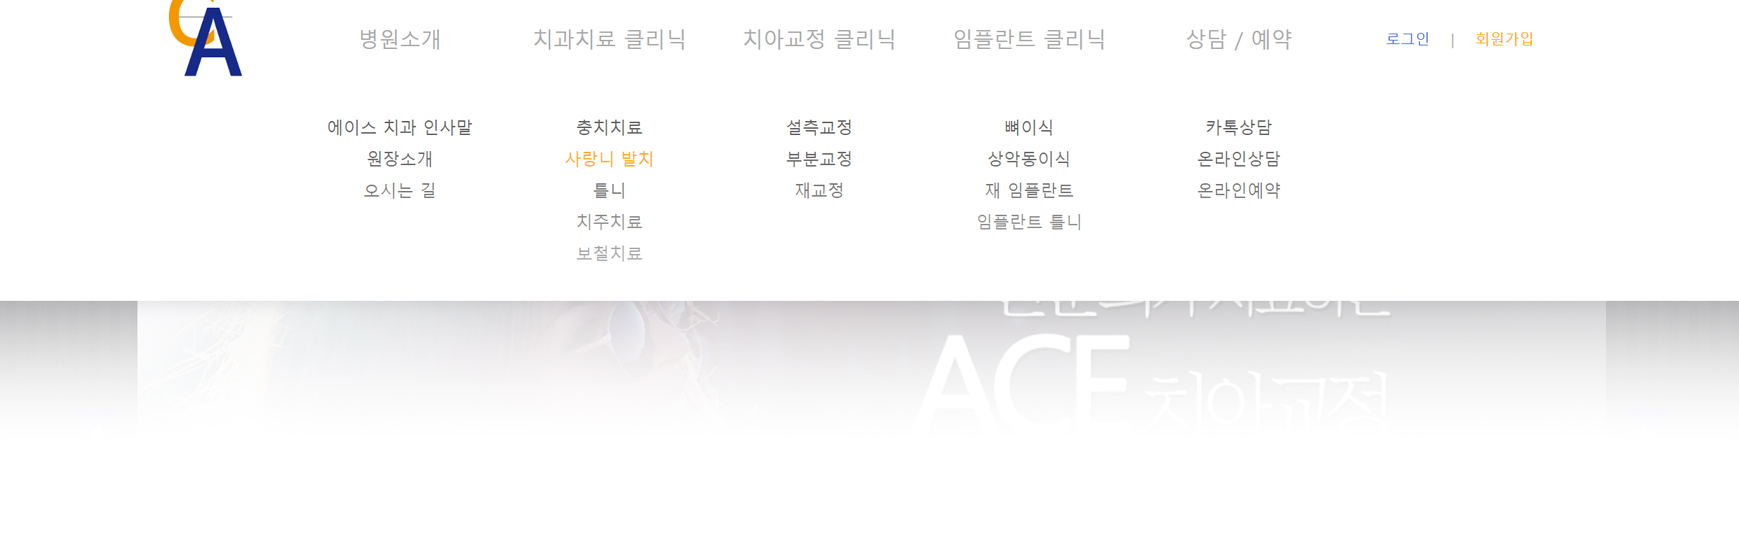 CA
병원소개
치과치료 클리닉
치아교정 클리닉
임플란트 클리닉
상담 / 예약
로그인 | 회원가입
에이스 치과 인사말
원장소개
오시는 길
충치치료
사랑니 발치
틀니
치주치료
보철치료
설측교정
부분교정
재교정
뼈이식
상악동이식
재 임플란트
임플란트 틀니
카톡상담
온라인상담
온라인예약
ACE 치아교정